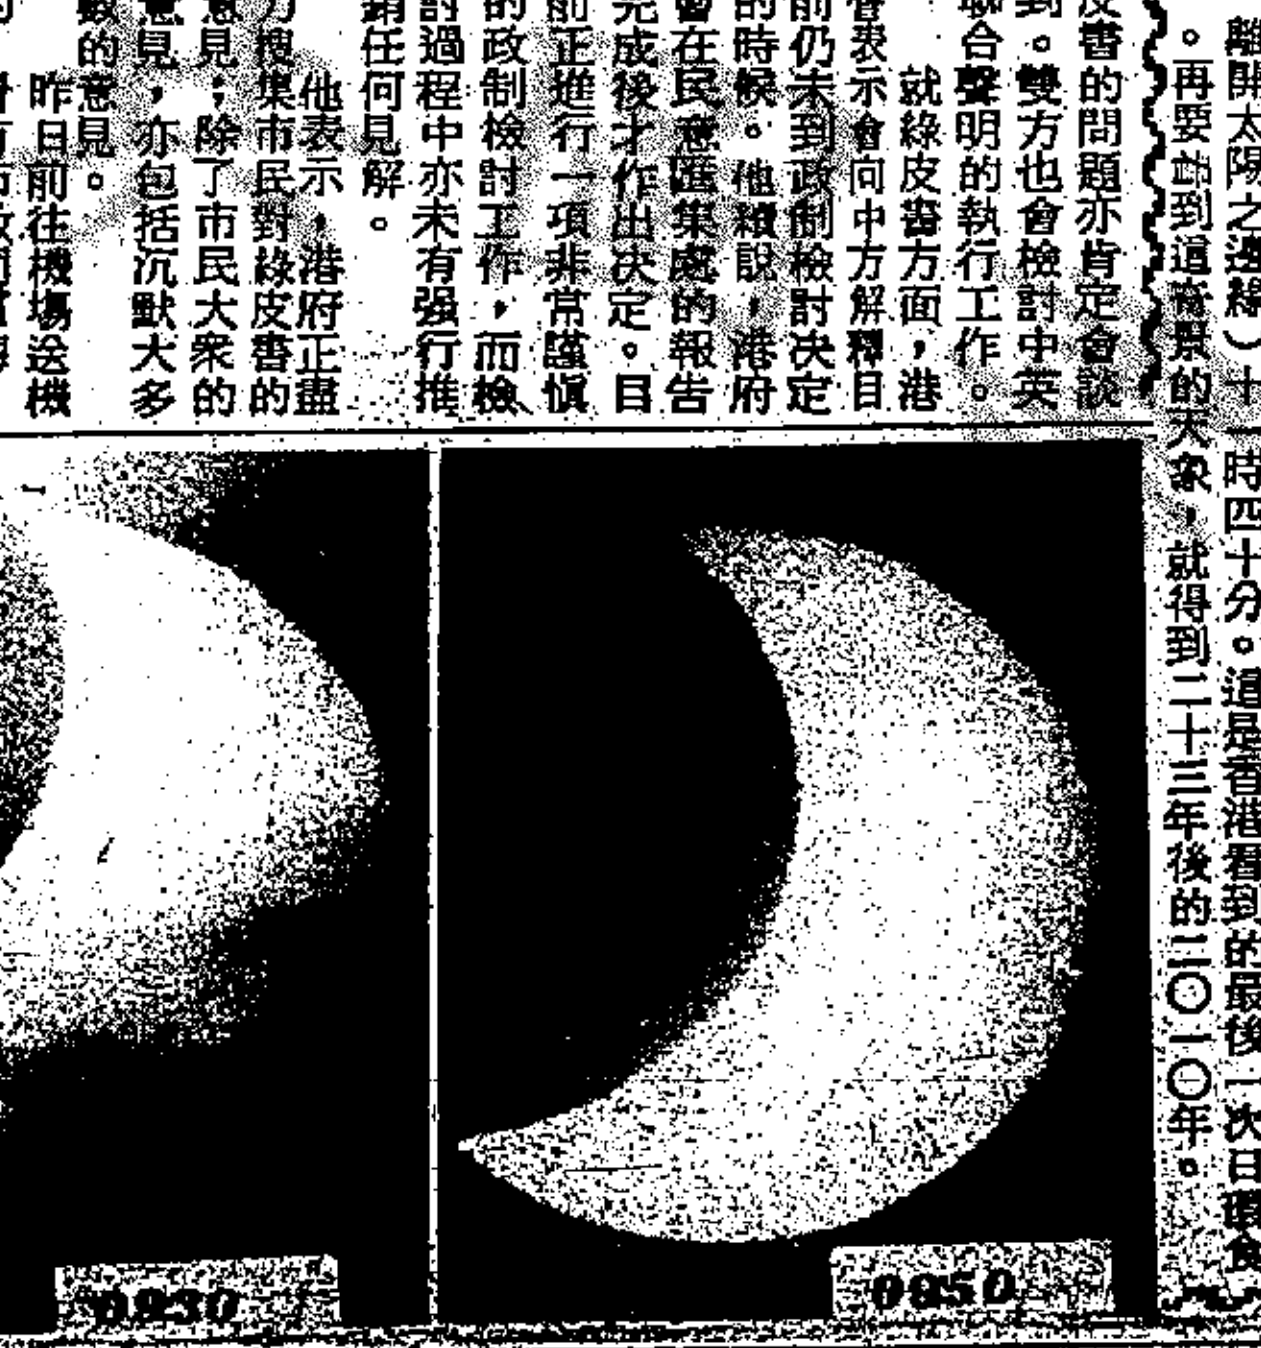 離開太陽之邊緣）十一時四十分。這是香港看到的最後一次日環食
。再要碰到這奇景的天象，就得到二十三年後的二〇一〇年。
皮書的問題亦肯定會談
到。雙方也會檢討中英
聯合聲明的執行工作。
就綠皮書方面，港
督表示會向中方解釋目
前仍未到政制檢討決定
的時候。他續說，港府
會在民意匯集處的報告
完成後才作出決定。目
前正進行一項非常謹慎
的政制檢討工作，而檢
討過程中亦未有强行推
銷任何見解。
他表示，港府正盡
力搜集市民對綠皮書的
意見；除了市民大衆的
意見，亦包括沉默大多
數的意見。
昨日前往機場送機
0930
0950